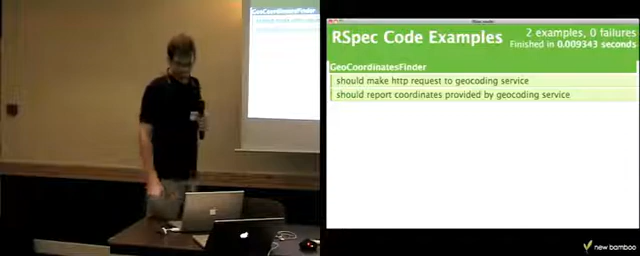 RSpec Code Examples
2 examples, 0 failures
Finished in 0.009343 seconds
GeoCoordinatesFinder
should make http request to geocoding service
should report coordinates provided by geocoding service
new bamboo